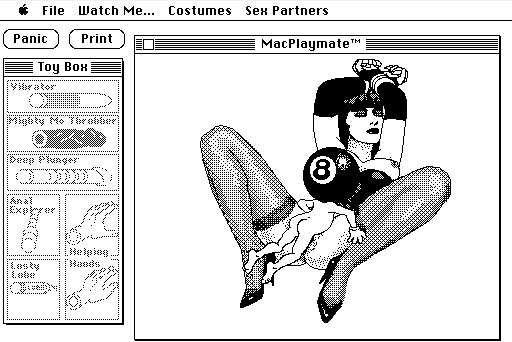 File Watch Me... Costumes Sex Partners
Panic Print
MacPlaymate™
Toy Box
Vibrator
Mighty Mo Throbber
Deep Plunger
Anal
Explorer
Helping
Hands
Lusty
Lube
8